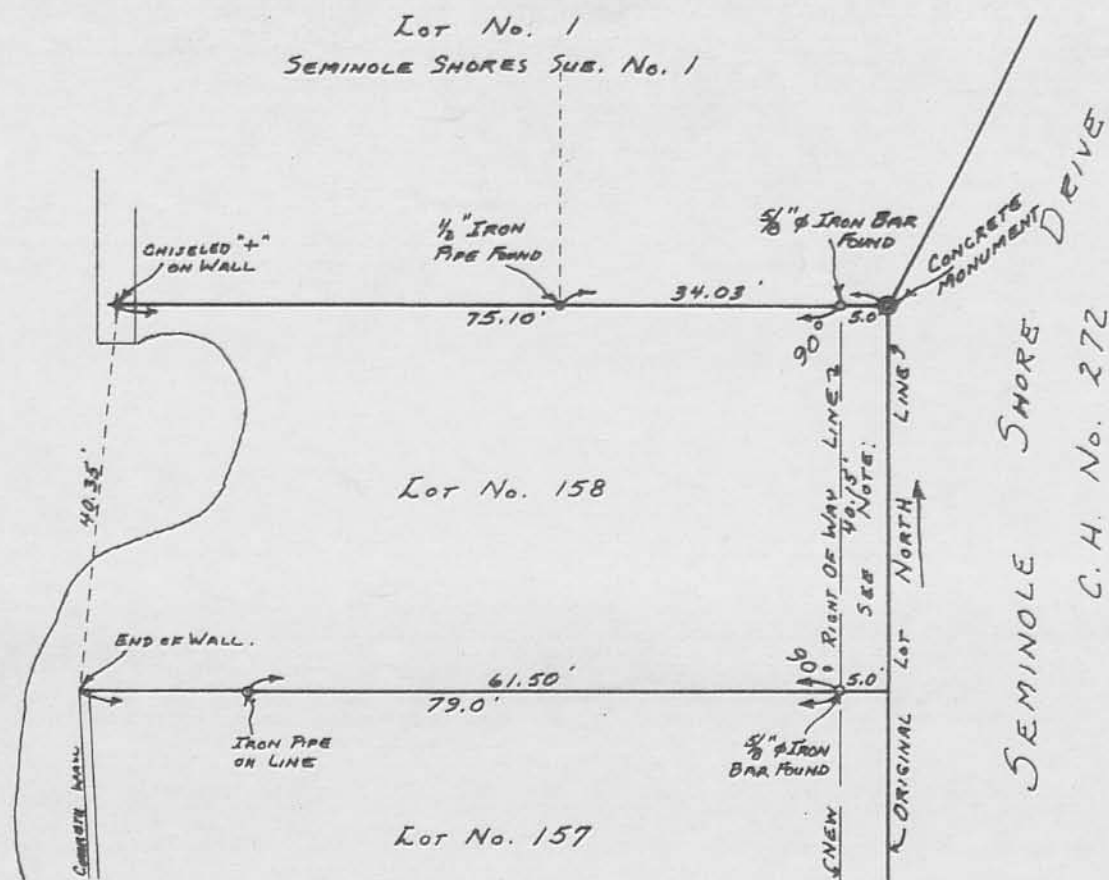 LOT No. 1
SEMINOLE SHORES SUB. No. 1
CHISELED "+"
ON WALL
1/2" IRON
PIPE FOUND
5/8" ϕ IRON BAR
FOUND
CONCRETE
MONUMENT
34.03'
75.10'
5.0'
90°
40.35'
LOT No. 158
NEW RIGHT OF WAY LINE
40.15'
SEE NOTE:
ORIGINAL LOT LINE
NORTH
SEMINOLE SHORE DRIVE
C.H. No. 272
END OF WALL.
61.50'
79.0'
90°
5.0'
IRON PIPE
ON LINE
5/8" ϕ IRON
BAR FOUND
CONCRETE WALL
LOT No. 157